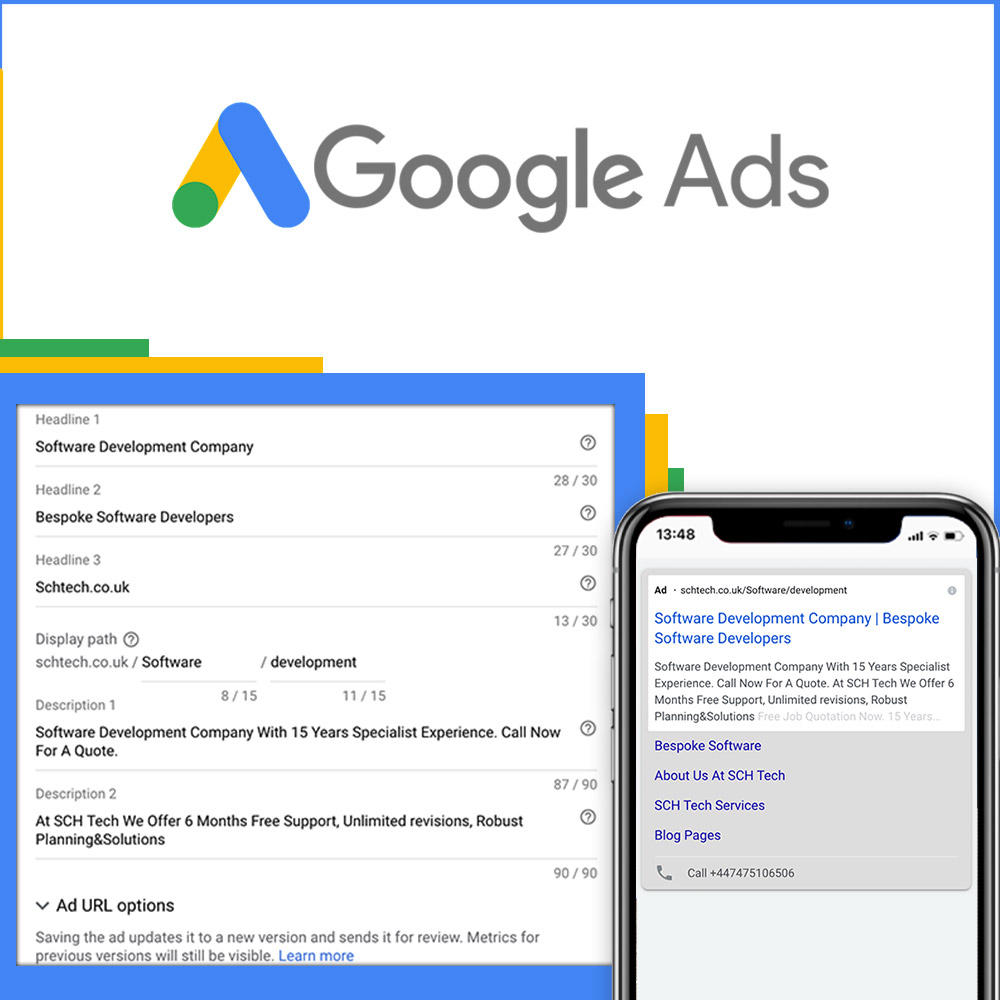 Google Ads
Headline 1
Software Development Company
28 / 30
Headline 2
Bespoke Software Developers
27 / 30
Headline 3
Schtech.co.uk
13 / 30
Display path
schtech.co.uk / Software / development
8 / 15 11 / 15
Description 1
Software Development Company With 15 Years Specialist Experience. Call Now
For A Quote.
87 / 90
Description 2
At SCH Tech We Offer 6 Months Free Support, Unlimited revisions, Robust
Planning&Solutions
90 / 90
Ad URL options
Saving the ad updates it to a new version and sends it for review. Metrics for
previous versions will still be visible. Learn more
13:48
Ad · schtech.co.uk/Software/development
Software Development Company | Bespoke
Software Developers
Software Development Company With 15 Years Specialist
Experience. Call Now For A Quote. At SCH Tech We Offer 6
Months Free Support, Unlimited revisions, Robust
Planning&Solutions Free Job Quotation Now. 15 Years...
Bespoke Software
About Us At SCH Tech
SCH Tech Services
Blog Pages
Call +447475106506